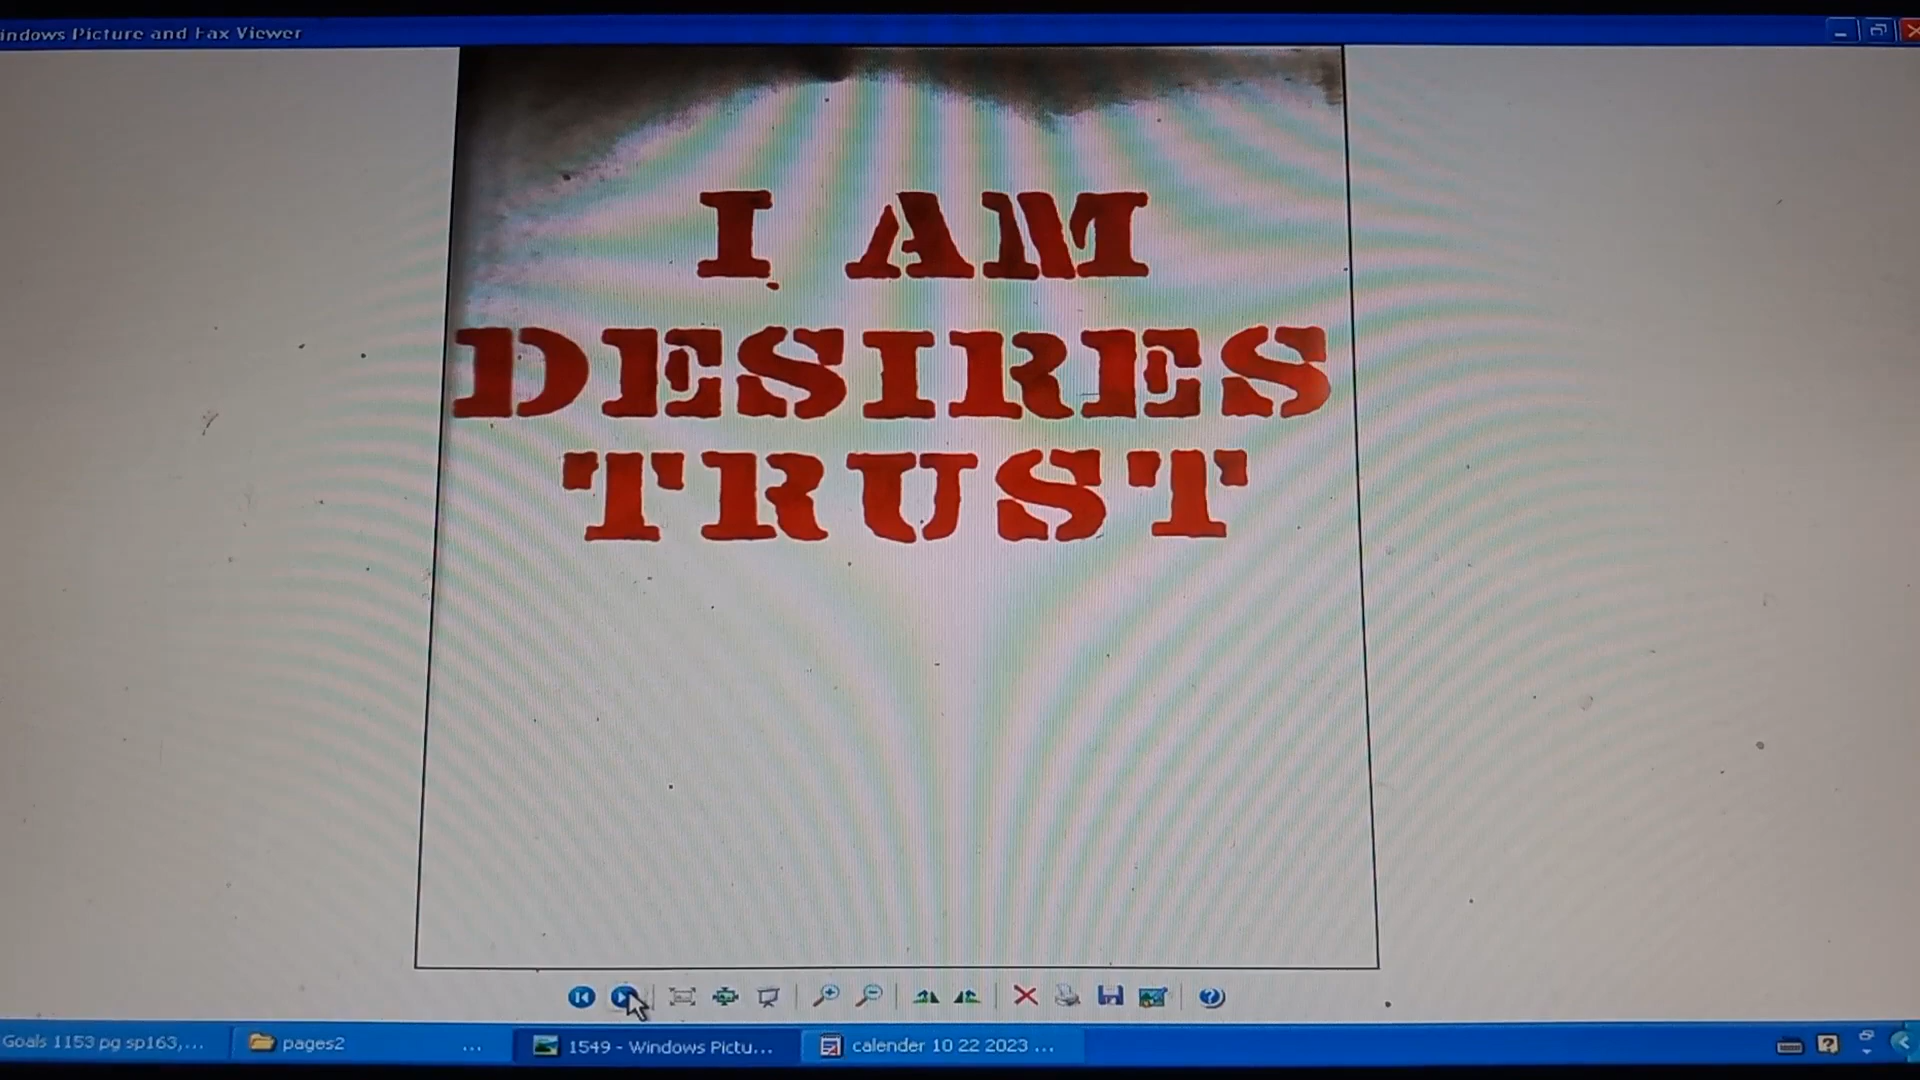 indows Picture and Fax Viewer
I AM
DESIRES
TRUST
Goals 1153 pg sp163,...
pages2
...
1549 - Windows Pictu...
calender 10 22 2023 ...